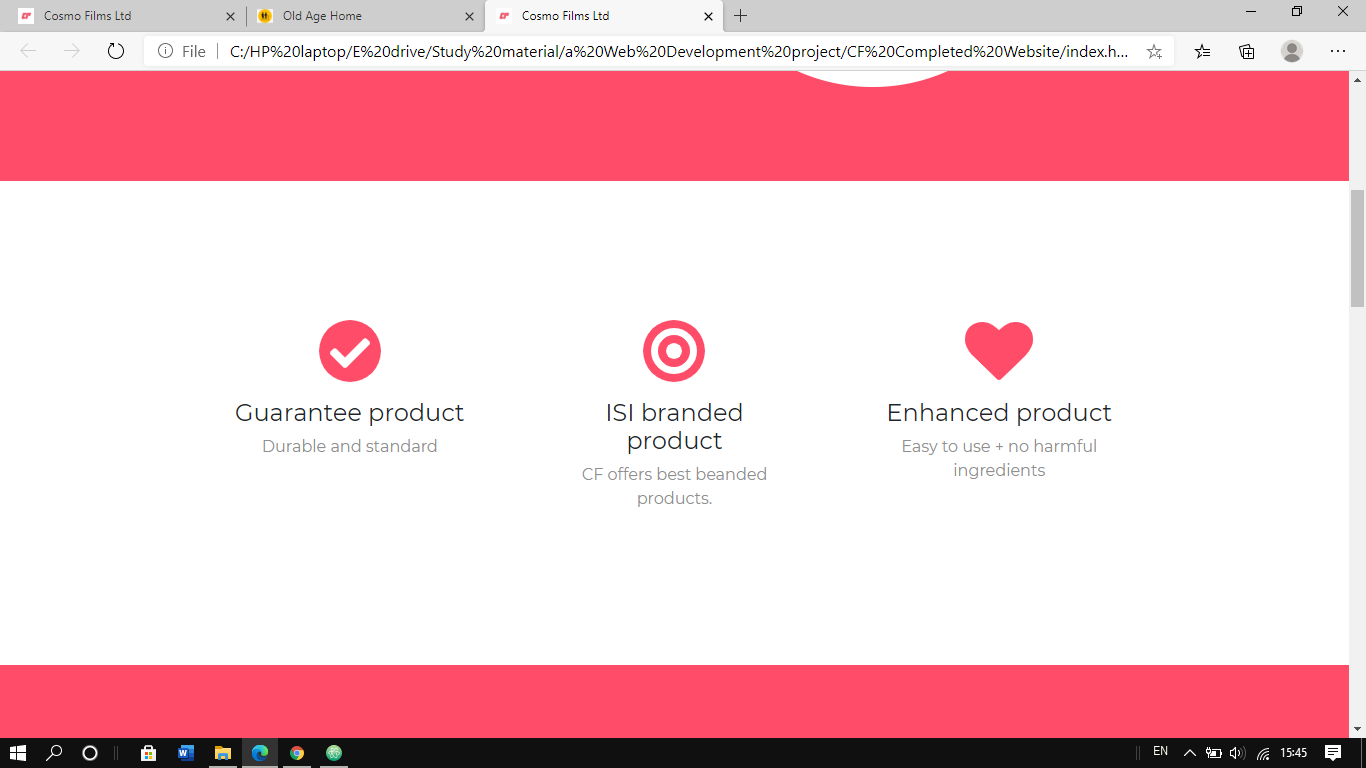 Cosmo Films Ltd
Old Age Home
Cosmo Films Ltd
File
C:/HP%20laptop/E%20drive/Study%20material/a%20Web%20Development%20project/CF%20Completed%20Website/index.h...
Guarantee product
Durable and standard
ISI branded
product
CF offers best beanded
products.
Enhanced product
Easy to use + no harmful
ingredients
EN
15:45